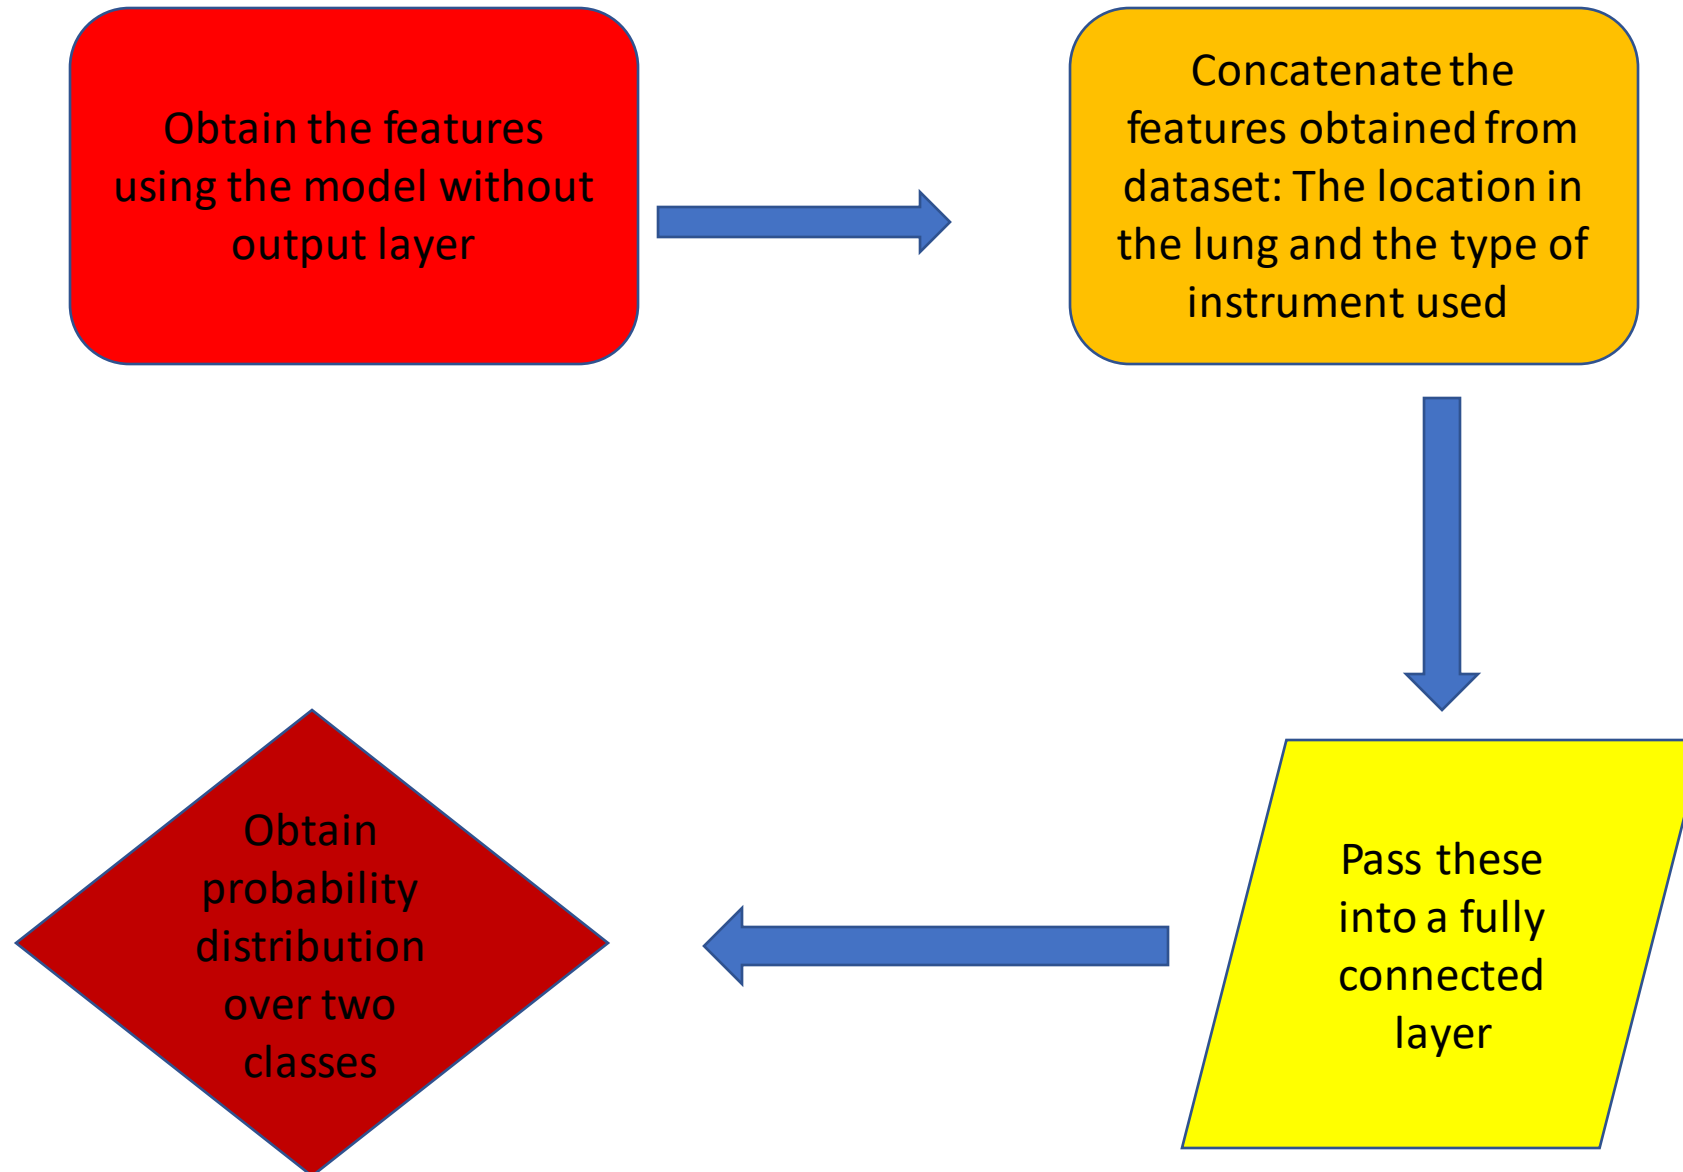 Obtain the features
using the model without
output layer
Concatenate the
features obtained from
dataset: The location in
the lung and the type of
instrument used
Pass these
into a fully
connected
layer
Obtain
probability
distribution
over two
classes